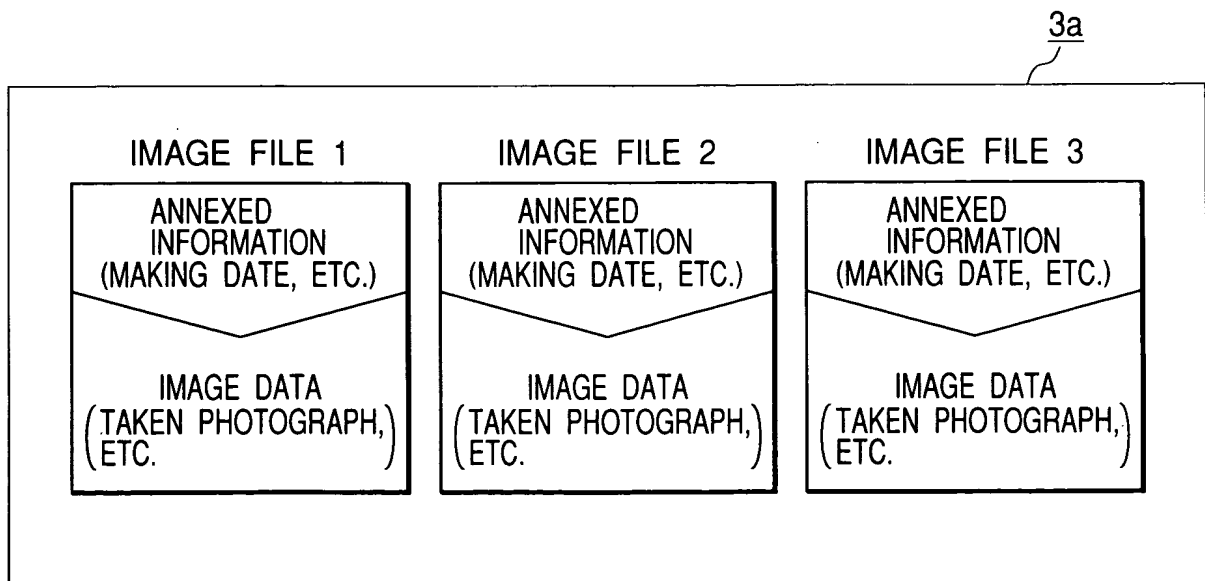 3a
IMAGE FILE 1
ANNEXED
INFORMATION
(MAKING DATE, ETC.)
IMAGE DATA
(TAKEN PHOTOGRAPH,
ETC.)
IMAGE FILE 2
ANNEXED
INFORMATION
(MAKING DATE, ETC.)
IMAGE DATA
(TAKEN PHOTOGRAPH,
ETC.)
IMAGE FILE 3
ANNEXED
INFORMATION
(MAKING DATE, ETC.)
IMAGE DATA
(TAKEN PHOTOGRAPH,
ETC.)